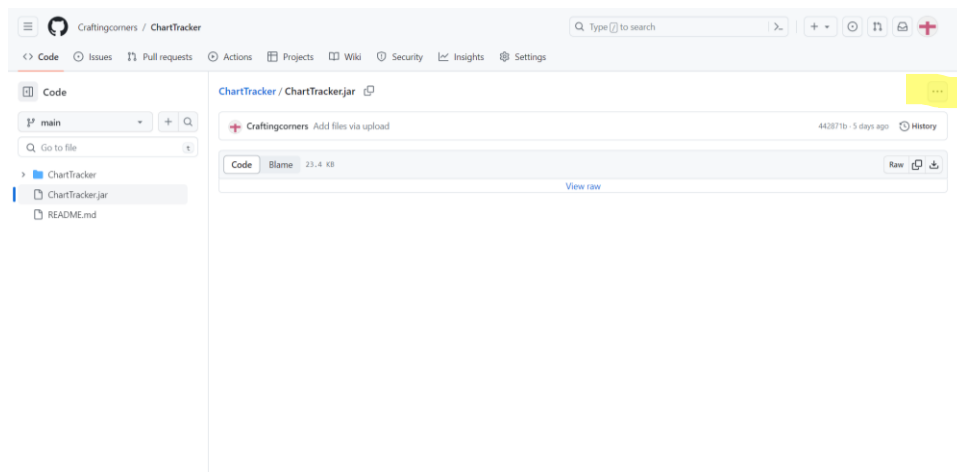 Craftingcorners / ChartTracker
Type / to search
Code Issues Pull requests Actions Projects Wiki Security Insights Settings
Code
ChartTracker / ChartTracker.jar
main
Craftingcorners Add files via upload
442871b · 5 days ago History
Go to file t
Code Blame 23.4 KB
Raw
ChartTracker
View raw
ChartTracker.jar
README.md